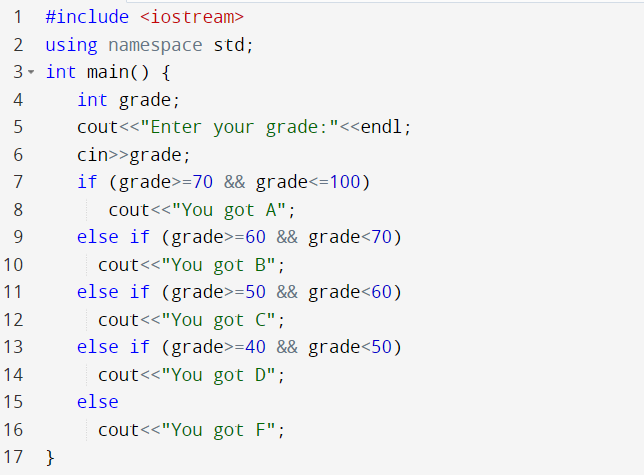 1 #include <iostream>
2 using namespace std;
3 int main() {
4 int grade;
5 cout<<"Enter your grade:"<<endl;
6 cin>>grade;
7 if (grade>=70 && grade<=100)
8 cout<<"You got A";
9 else if (grade>=60 && grade<70)
10 cout<<"You got B";
11 else if (grade>=50 && grade<60)
12 cout<<"You got C";
13 else if (grade>=40 && grade<50)
14 cout<<"You got D";
15 else
16 cout<<"You got F";
17 }